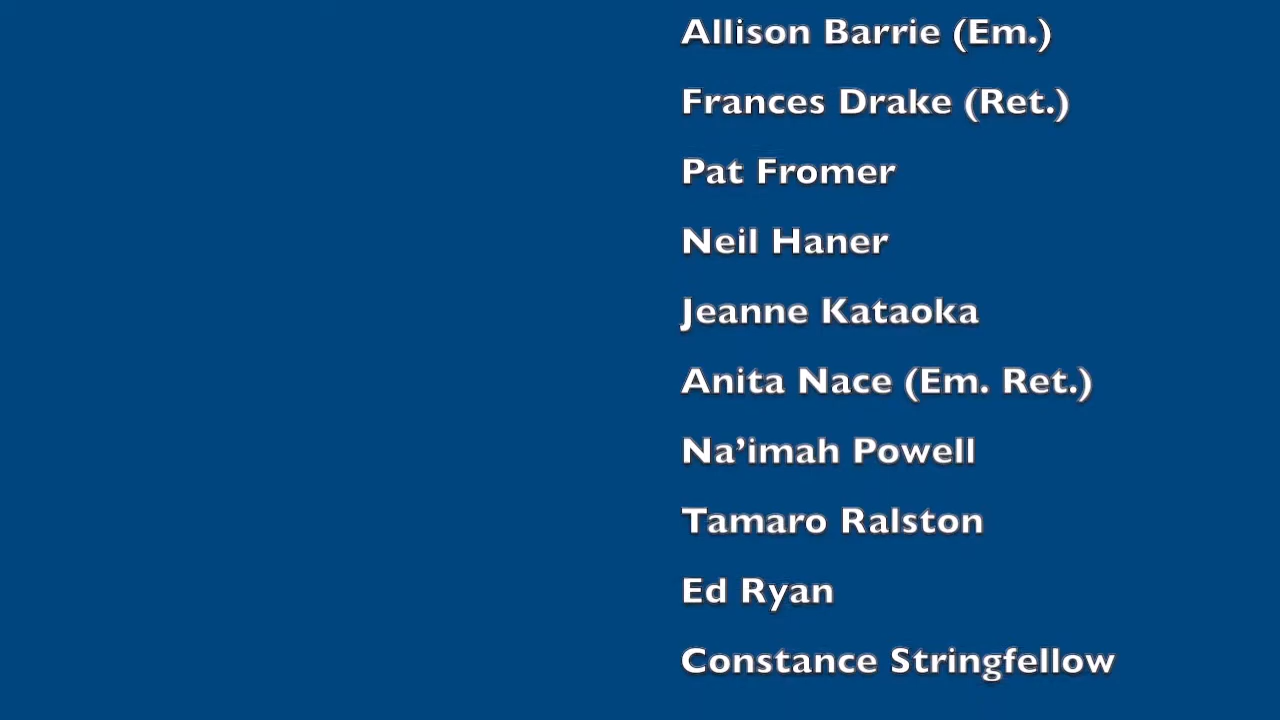 Allison Barrie (Em.)
Frances Drake (Ret.)
Pat Fromer
Neil Haner
Jeanne Kataoka
Anita Nace (Em. Ret.)
Na’imah Powell
Tamaro Ralston
Ed Ryan
Constance Stringfellow